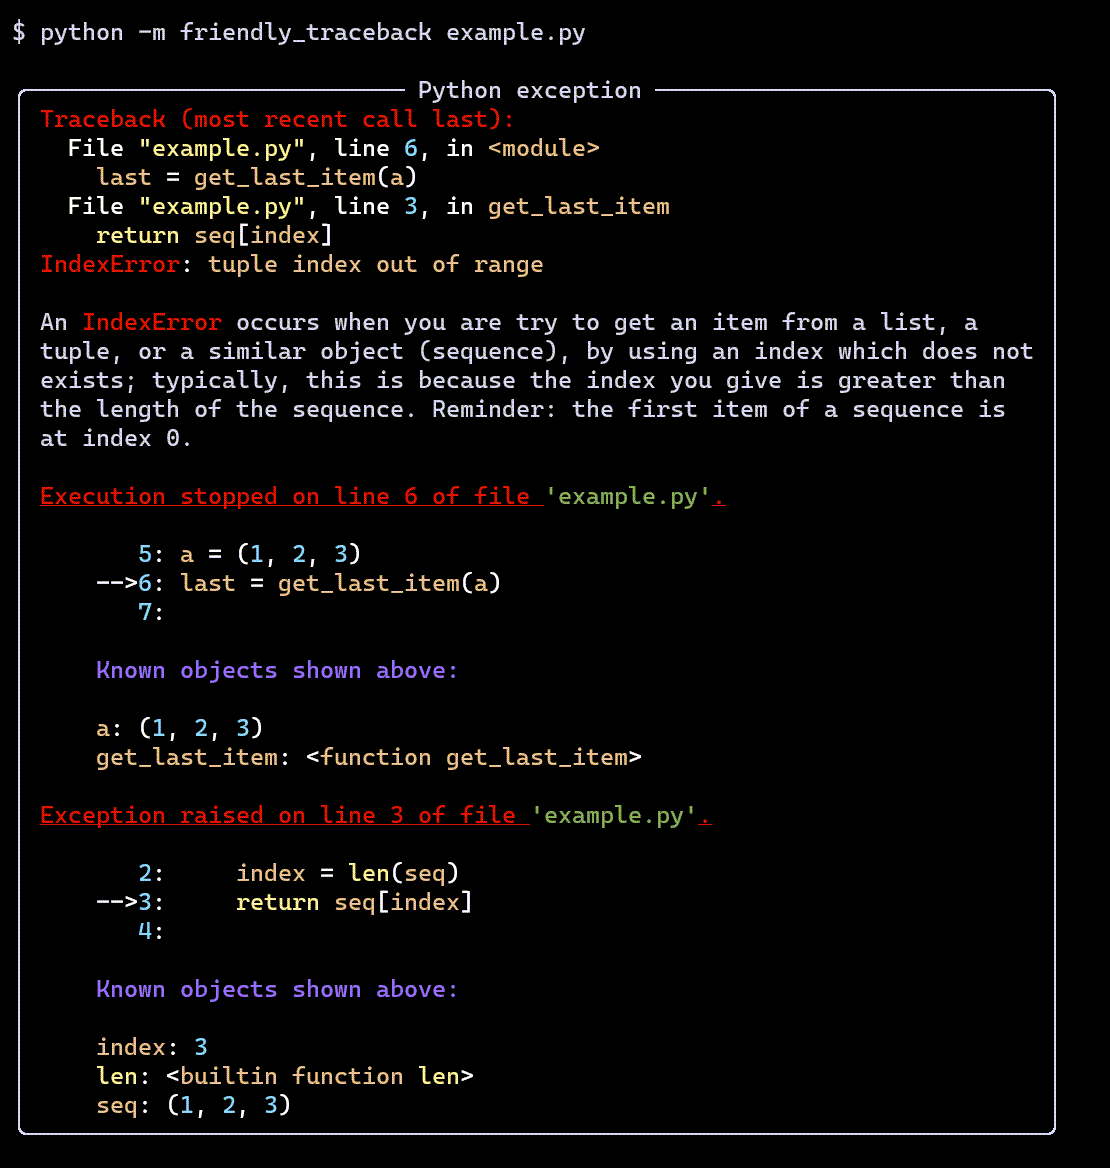 $ python -m friendly_traceback example.py
Python exception
Traceback (most recent call last):
  File "example.py", line 6, in <module>
    last = get_last_item(a)
  File "example.py", line 3, in get_last_item
    return seq[index]
IndexError: tuple index out of range
An IndexError occurs when you are try to get an item from a list, a
tuple, or a similar object (sequence), by using an index which does not
exists; typically, this is because the index you give is greater than
the length of the sequence. Reminder: the first item of a sequence is
at index 0.
Execution stopped on line 6 of file 'example.py'.
       5: a = (1, 2, 3)
    -->6: last = get_last_item(a)
       7:
    Known objects shown above:
    a: (1, 2, 3)
    get_last_item: <function get_last_item>
Exception raised on line 3 of file 'example.py'.
       2:     index = len(seq)
    -->3:     return seq[index]
       4:
    Known objects shown above:
    index: 3
    len: <builtin function len>
    seq: (1, 2, 3)